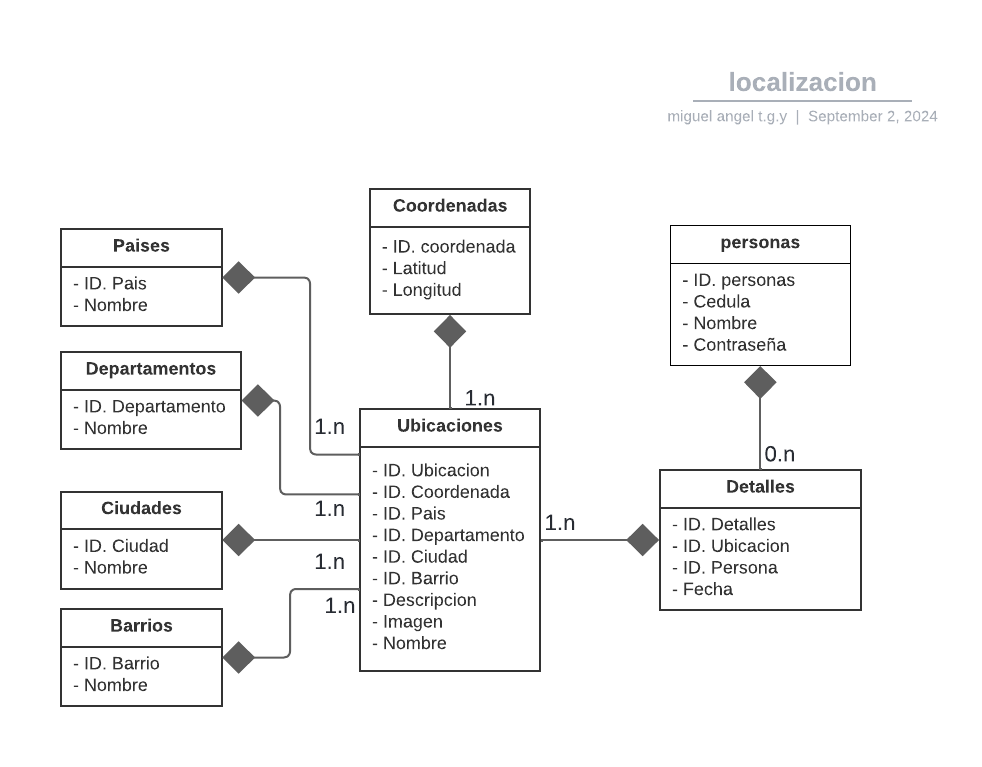 localizacion
miguel angel t.g.y | September 2, 2024
Coordenadas
- ID. coordenada
- Latitud
- Longitud
Paises
- ID. Pais
- Nombre
personas
- ID. personas
- Cedula
- Nombre
- Contraseña
Departamentos
- ID. Departamento
- Nombre
1.n
1.n
1.n
1.n
1.n
Ubicaciones
- ID. Ubicacion
- ID. Coordenada
- ID. Pais
- ID. Departamento
- ID. Ciudad
- ID. Barrio
- Descripcion
- Imagen
- Nombre
1.n
0.n
Detalles
- ID. Detalles
- ID. Ubicacion
- ID. Persona
- Fecha
Ciudades
- ID. Ciudad
- Nombre
Barrios
- ID. Barrio
- Nombre